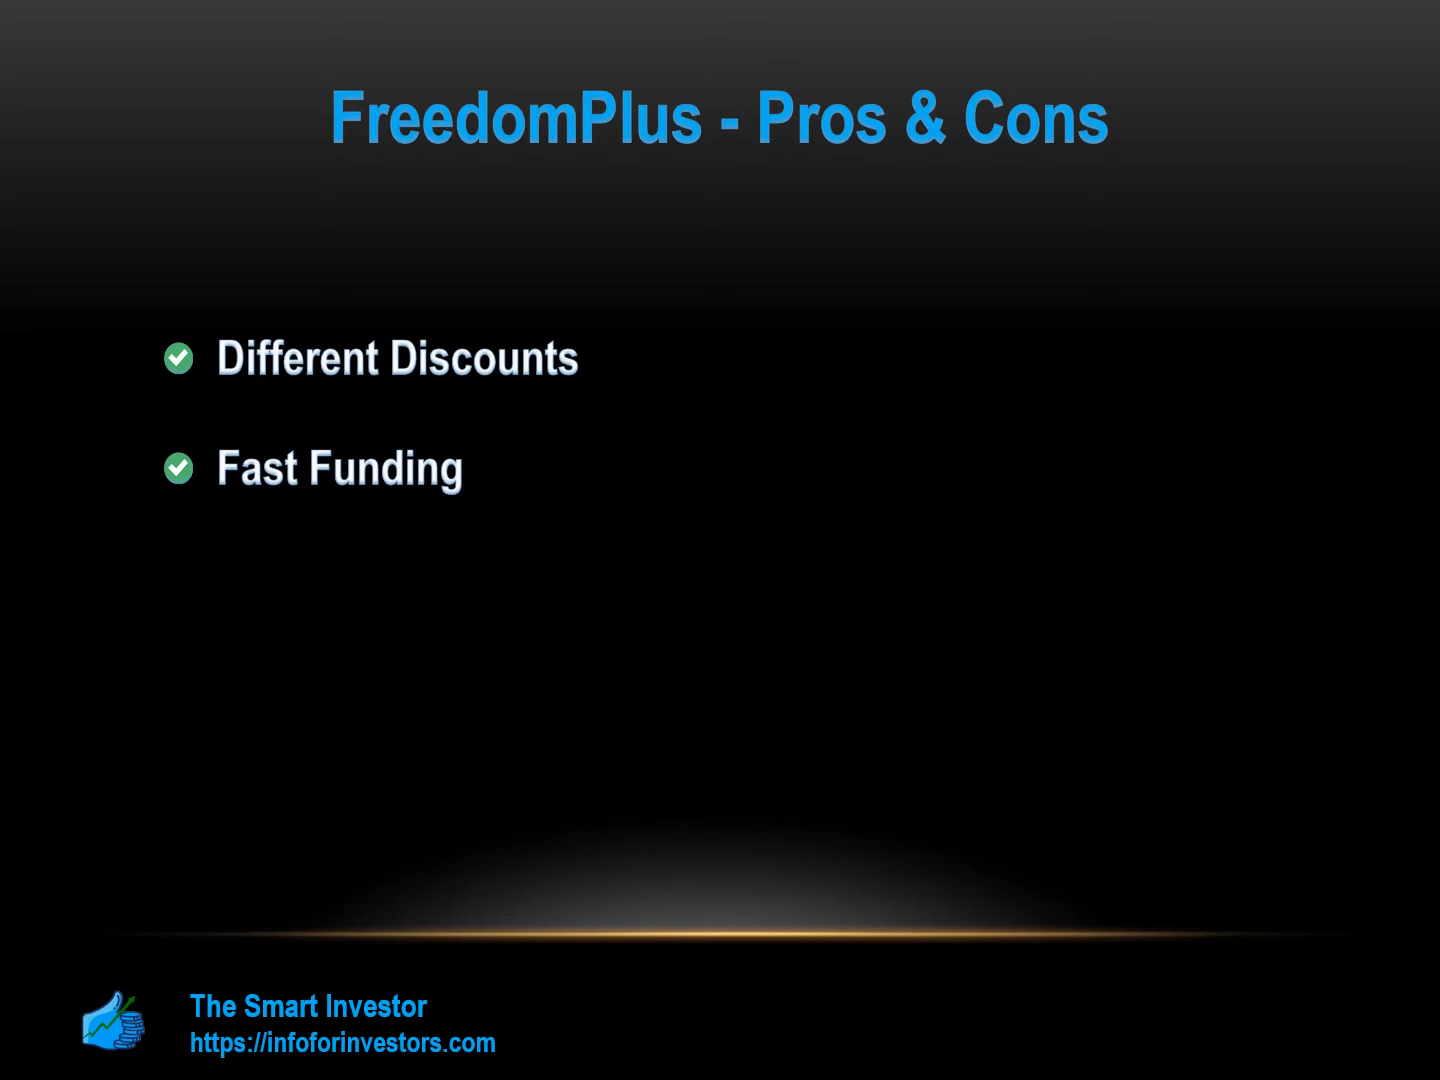 FreedomPlus - Pros & Cons
Different Discounts
Fast Funding
The Smart Investor
https://infoforinvestors.com